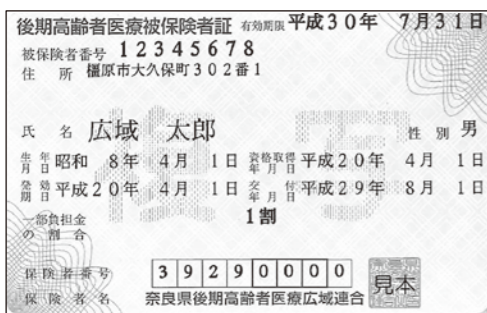 後期高齢者医療被保険者証 有効期限 平成30年 7月31日
被保険者番号 12345678
住所 橿原市大久保町302番1
氏名 広域 太郎 性別 男
生年月日 昭和 8年 4月 1日 資格取得年月日 平成20年 4月 1日
発効期日 平成20年 4月 1日 交付年月日 平成29年 8月 1日
一部負担金の割合 1割
複写
保険者番号 39290000
保険者名 奈良県後期高齢者医療広域連合 見本